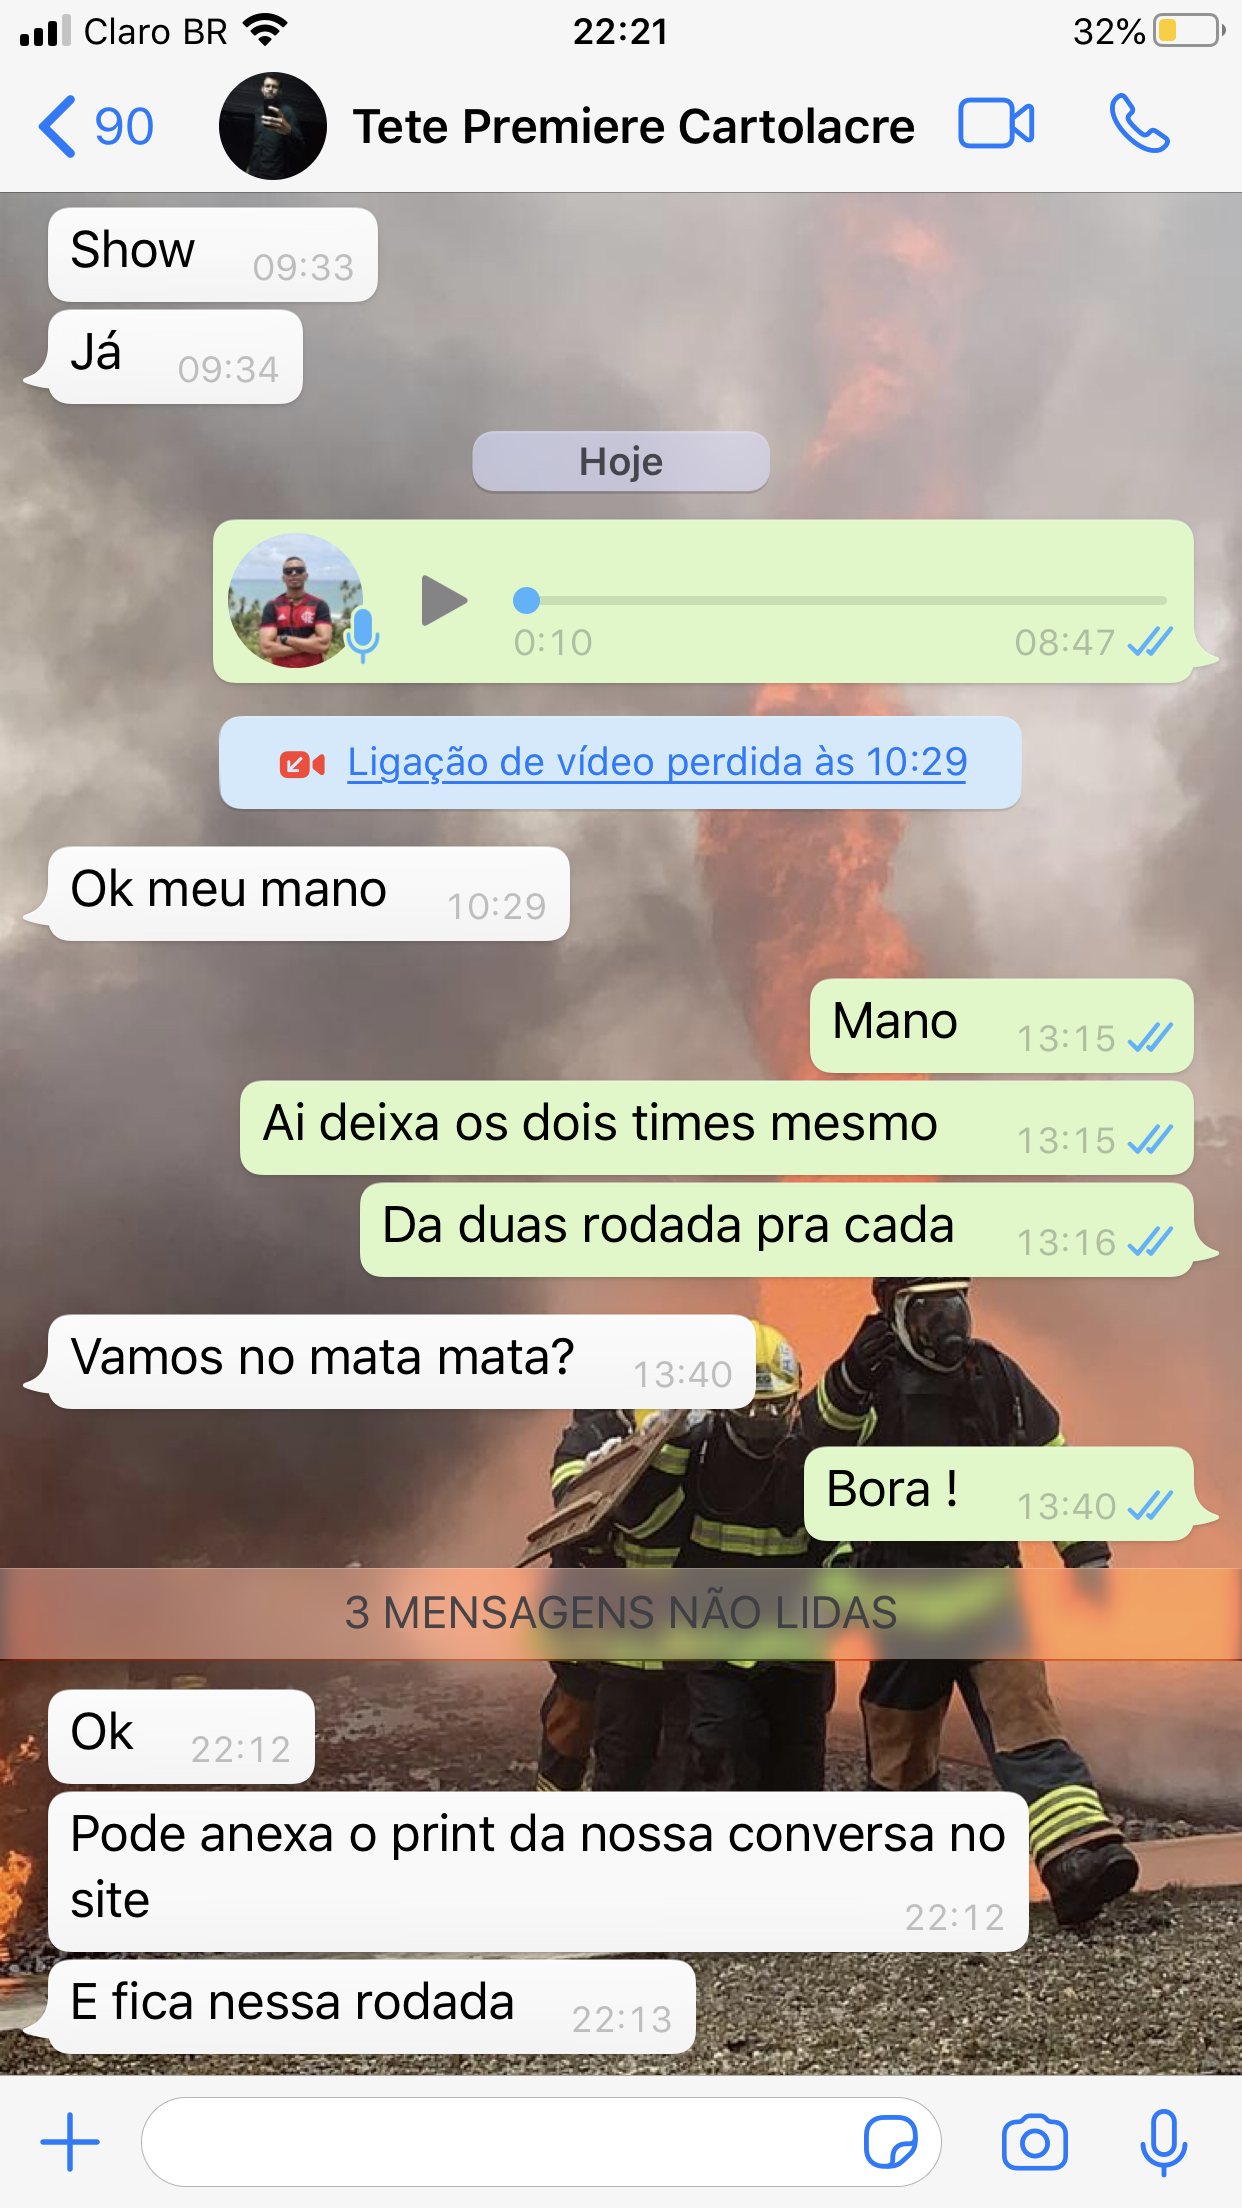 Claro BR 22:21 32%
90 Tete Premiere Cartolacre
Show 09:33
Já 09:34
Hoje
0:10 08:47
Ligação de vídeo perdida às 10:29
Ok meu mano 10:29
Mano 13:15
Ai deixa os dois times mesmo 13:15
Da duas rodada pra cada 13:16
Vamos no mata mata? 13:40
Bora ! 13:40
3 MENSAGENS NÃO LIDAS
Ok 22:12
Pode anexa o print da nossa conversa no
site 22:12
E fica nessa rodada 22:13